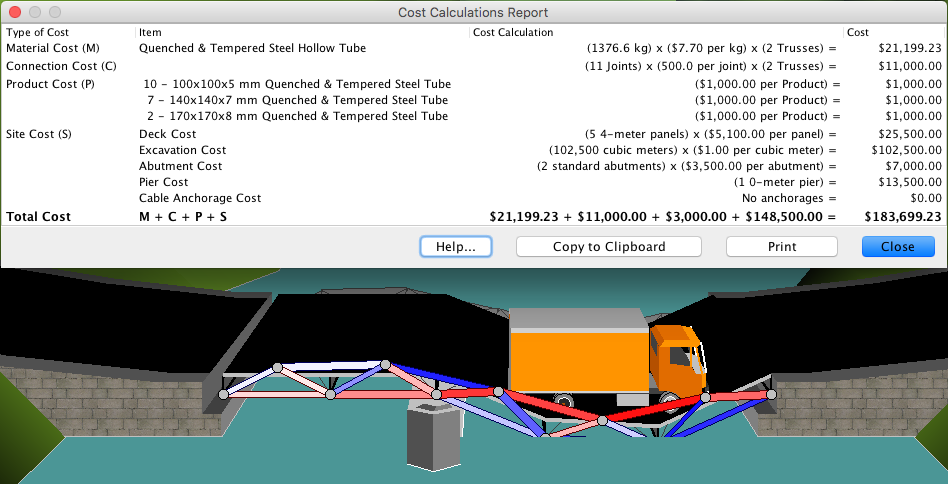 Cost Calculations Report
Type of Cost Item Cost Calculation Cost
Material Cost (M) Quenched & Tempered Steel Hollow Tube (1376.6 kg) x ($7.70 per kg) x (2 Trusses) = $21,199.23
Connection Cost (C) (11 Joints) x (500.0 per joint) x (2 Trusses) = $11,000.00
Product Cost (P) 10 - 100x100x5 mm Quenched & Tempered Steel Tube ($1,000.00 per Product) = $1,000.00
7 - 140x140x7 mm Quenched & Tempered Steel Tube ($1,000.00 per Product) = $1,000.00
2 - 170x170x8 mm Quenched & Tempered Steel Tube ($1,000.00 per Product) = $1,000.00
Site Cost (S) Deck Cost (5 4-meter panels) x ($5,100.00 per panel) = $25,500.00
Excavation Cost (102,500 cubic meters) x ($1.00 per cubic meter) = $102,500.00
Abutment Cost (2 standard abutments) x ($3,500.00 per abutment) = $7,000.00
Pier Cost (1 0-meter pier) = $13,500.00
Cable Anchorage Cost No anchorages = $0.00
Total Cost M + C + P + S $21,199.23 + $11,000.00 + $3,000.00 + $148,500.00 = $183,699.23
Help... Copy to Clipboard Print Close